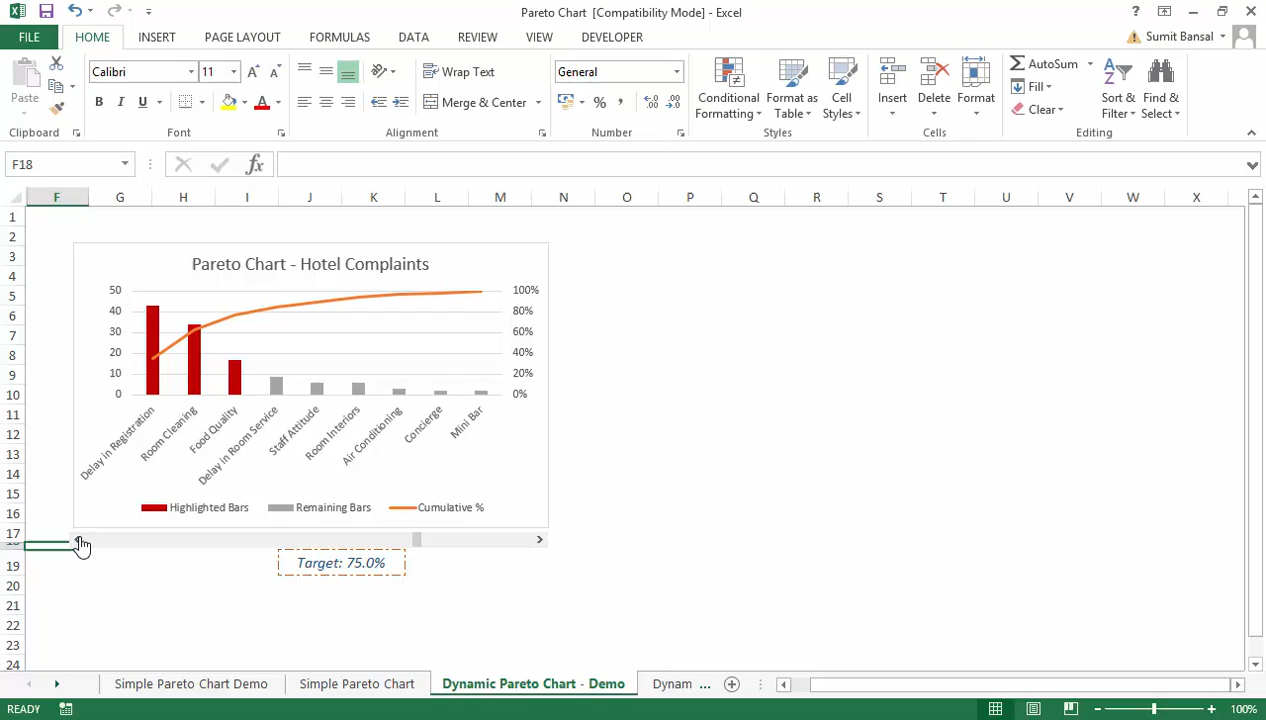 Pareto Chart [Compatibility Mode] - Excel
?
FILE HOME INSERT PAGE LAYOUT FORMULAS DATA REVIEW VIEW DEVELOPER Sumit Bansal
Paste
Clipboard
Calibri 11
B I U
Font
Wrap Text
Merge & Center
Alignment
General
Number
Conditional Formatting
Format as Table
Cell Styles
Styles
Insert Delete Format
Cells
AutoSum
Fill
Clear
Sort & Filter
Find & Select
Editing
F18
fx
F G H I J K L M N O P Q R S T U V W X
1
2
3
4
5
6
7
8
9
10
11
12
13
14
15
16
17
18
19
20
21
22
23
24
Pareto Chart - Hotel Complaints
50 100%
40 80%
30 60%
20 40%
10 20%
0 0%
Delay in Registration
Room Cleaning
Food Quality
Delay in Room Service
Staff Attitude
Room Interiors
Air Conditioning
Concierge
Mini Bar
Highlighted Bars Remaining Bars Cumulative %
Target: 75.0%
Simple Pareto Chart Demo Simple Pareto Chart Dynamic Pareto Chart - Demo Dynam ...
READY 100%